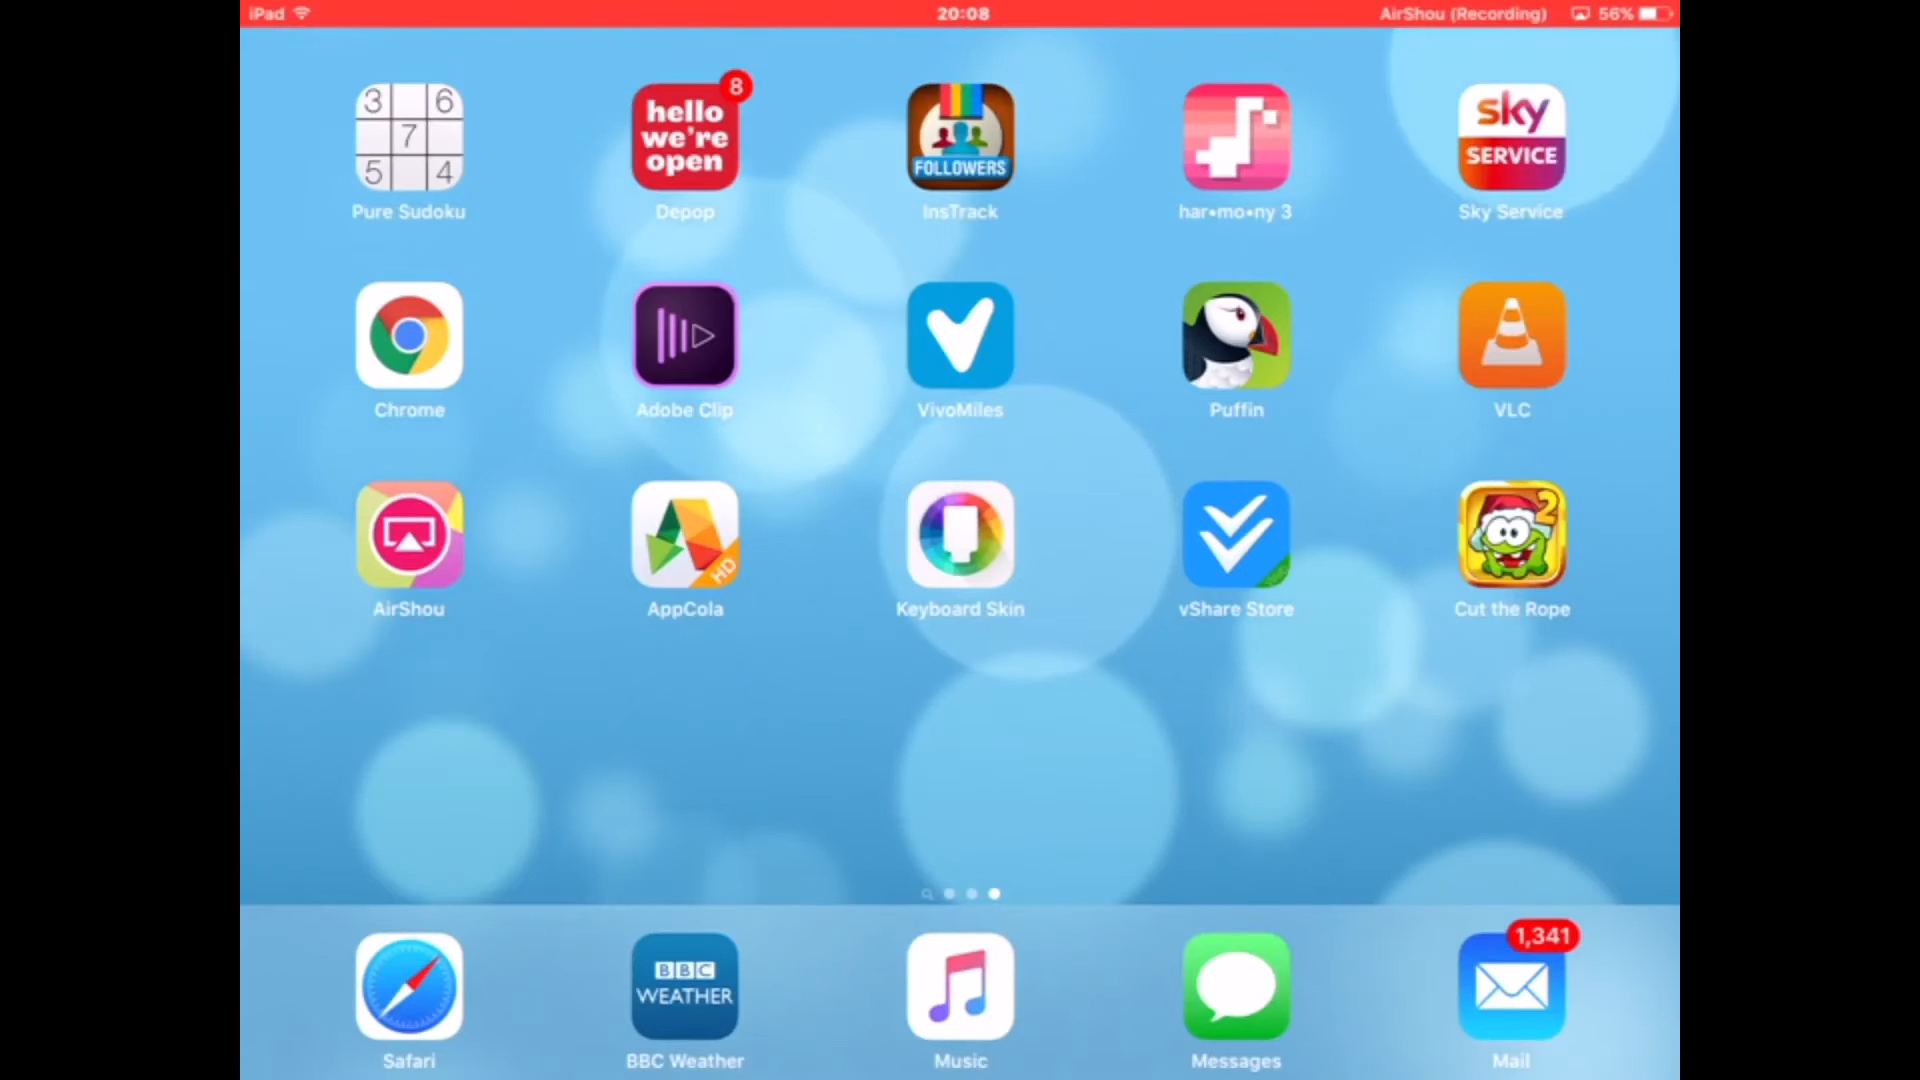 iPad 20:08 AirShou (Recording) 56%
3 6
7
5 4
hello
we're
open
8
FOLLOWERS
sky
SERVICE
Pure Sudoku Depop InsTrack har•mo•ny 3 Sky Service
Chrome Adobe Clip VivoMiles Puffin VLC
HD
2
AirShou AppCola Keyboard Skin vShare Store Cut the Rope
BBC
WEATHER
1,341
Safari BBC Weather Music Messages Mail